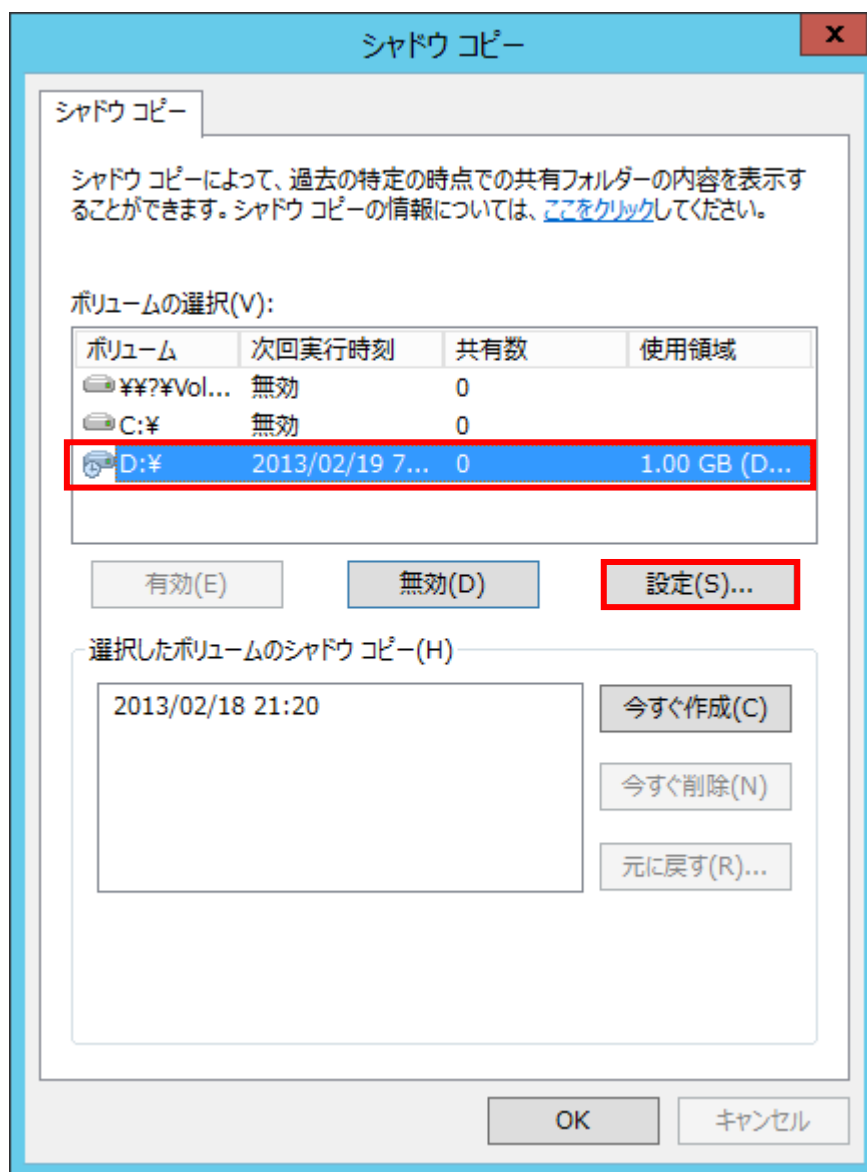 シャドウ コピー
x
シャドウ コピー
シャドウ コピーによって、過去の特定の時点での共有フォルダーの内容を表示す
ることができます。シャドウ コピーの情報については、ここをクリックしてください。
ボリュームの選択(V):
ボリューム 次回実行時刻 共有数 使用領域
¥¥?¥Vol... 無効 0
C:¥ 無効 0
D:¥ 2013/02/19 7... 0 1.00 GB (D...
有効(E) 無効(D) 設定(S)...
選択したボリュームのシャドウ コピー(H)
2013/02/18 21:20
今すぐ作成(C)
今すぐ削除(N)
元に戻す(R)...
OK キャンセル